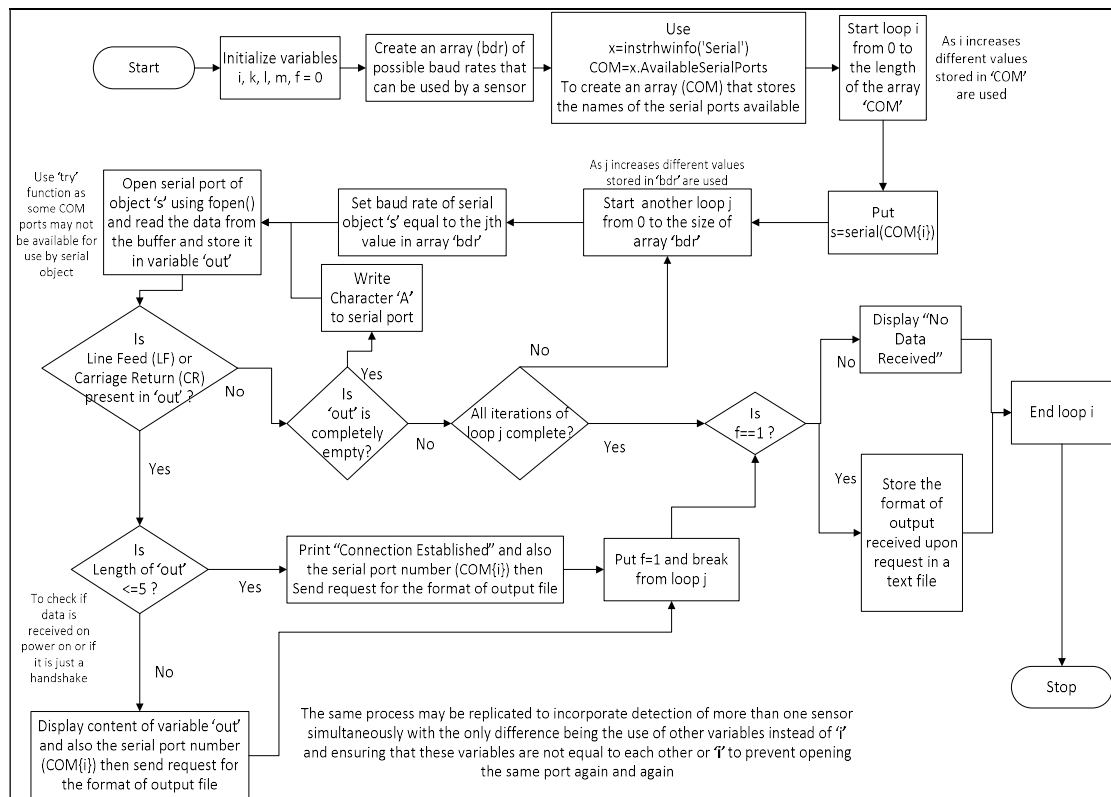 Start
Initialize variables
i, k, l, m, f = 0
Create an array (bdr) of
possible baud rates that
can be used by a sensor
Use
x=instrhwinfo('Serial')
COM=x.AvailableSerialPorts
To create an array (COM) that stores
the names of the serial ports available
Start loop i
from 0 to
the length
of the array
'COM'
As i increases
different values
stored in 'COM'
are used
Put
s=serial(COM{i})
As j increases different values
stored in 'bdr' are used
Start another loop j
from 0 to the size of
array 'bdr'
Set baud rate of serial
object 's' equal to the jth
value in array 'bdr'
Open serial port of
object 's' using fopen()
and read the data from
the buffer and store it
in variable 'out'
Use 'try'
function as
some COM
ports may not
be available for
use by serial
object
Write
Character 'A'
to serial port
Is
Line Feed (LF) or
Carriage Return (CR)
present in 'out' ?
No
Yes
Is
'out' is
completely
empty?
Yes
No
All iterations of
loop j complete?
No
Yes
Is
f==1 ?
No
Yes
Display "No
Data
Received"
Store the
format of
output
received upon
request in a
text file
End loop i
Stop
Is
Length of 'out'
<=5 ?
Yes
No
To check if
data is
received on
power on or if
it is just a
handshake
Print "Connection Established" and also
the serial port number (COM{i}) then
Send request for the format of output file
Put f=1 and break
from loop j
Display content of variable 'out'
and also the serial port number
(COM{i}) then send request for
the format of output file
The same process may be replicated to incorporate detection of more than one sensor
simultaneously with the only difference being the use of other variables instead of 'i'
and ensuring that these variables are not equal to each other or 'i' to prevent opening
the same port again and again